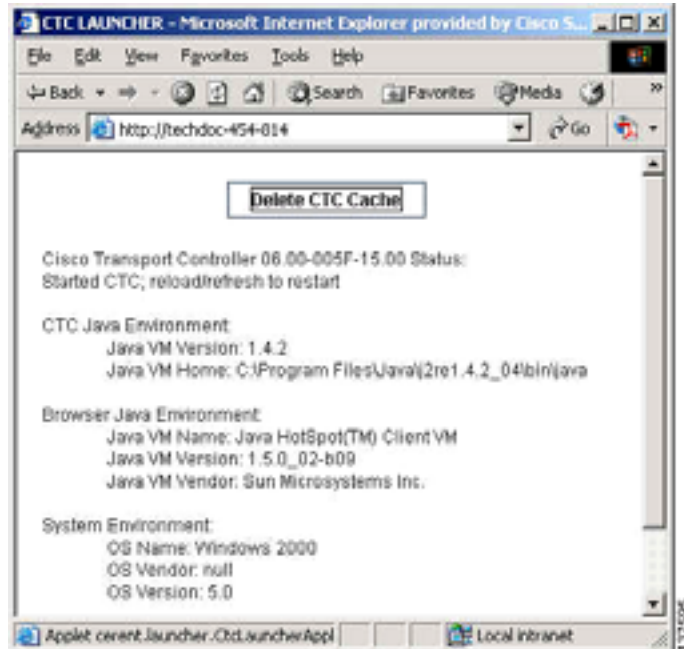 CTC LAUNCHER - Microsoft Internet Explorer provided by Cisco S...
File Edit View Favorites Tools Help
Back Search Favorites Media »
Address http://techdoc-454-814 Go
Delete CTC Cache
Cisco Transport Controller 06.00-005F-15.00 Status:
Started CTC; reload/refresh to restart
CTC Java Environment:
Java VM Version: 1.4.2
Java VM Home: C:\Program Files\Java\j2re1.4.2_04\bin\java
Browser Java Environment:
Java VM Name: Java HotSpot(TM) Client VM
Java VM Version: 1.5.0_02-b09
Java VM Vendor: Sun Microsystems Inc.
System Environment:
OS Name: Windows 2000
OS Vendor: null
OS Version: 5.0
Applet cerent.launcher.CtcLauncherAppl Local intranet